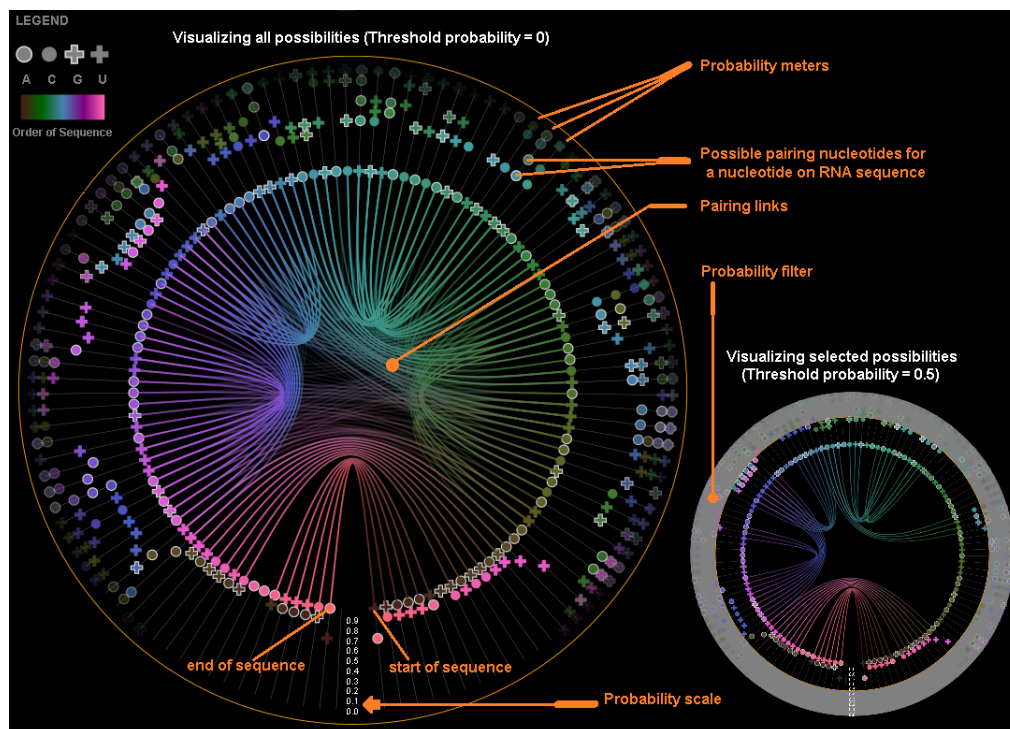 LEGEND
A C G U
Order of Sequence
Visualizing all possibilities (Threshold probability = 0)
Probability meters
Possible pairing nucleotides for
a nucleotide on RNA sequence
Pairing links
Probability filter
Visualizing selected possibilities
(Threshold probability = 0.5)
end of sequence
start of sequence
0.9
0.8
0.7
0.6
0.5
0.4
0.3
0.2
0.1
0.0
Probability scale